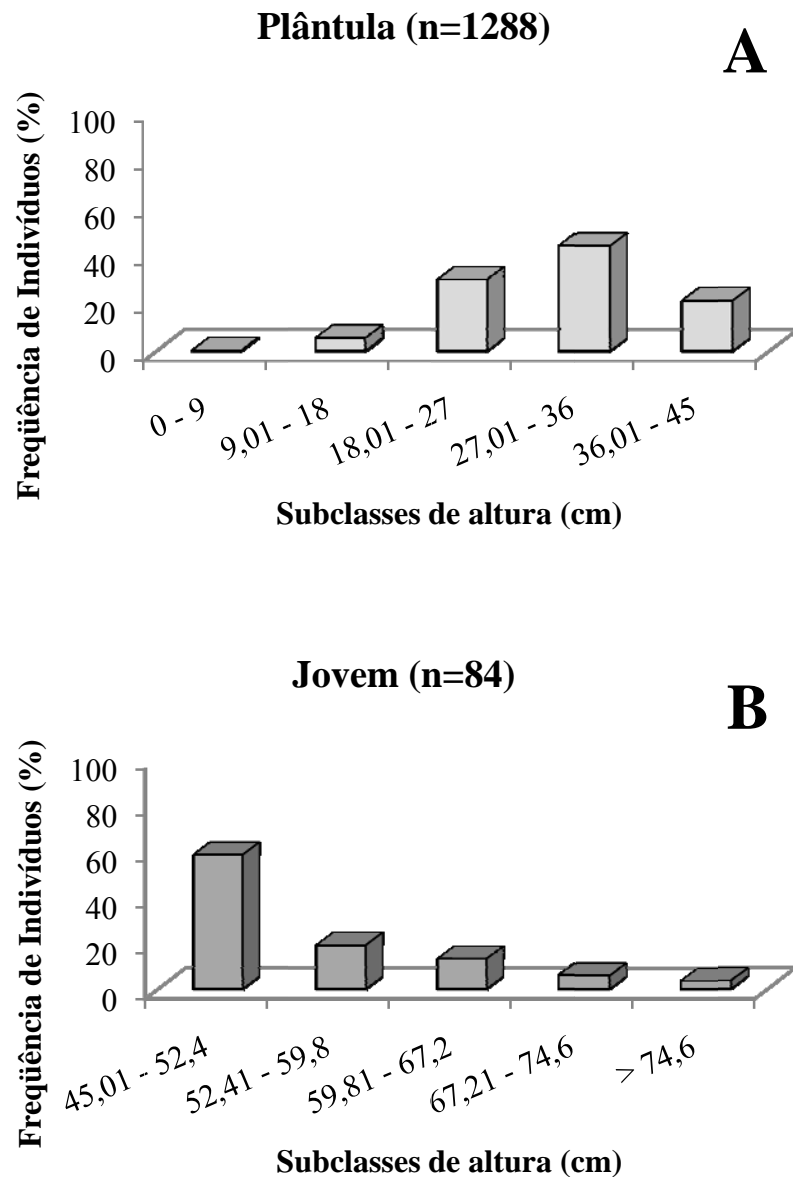 Plântula (n=1288)
A
Freqüência de Indivíduos (%)
100
80
60
40
20
0
0 - 9
9,01 - 18
18,01 - 27
27,01 - 36
36,01 - 45
Subclasses de altura (cm)
Jovem (n=84)
B
Freqüência de Indivíduos (%)
100
80
60
40
20
0
45,01 - 52,4
52,41 - 59,8
59,81 - 67,2
67,21 - 74,6
> 74,6
Subclasses de altura (cm)